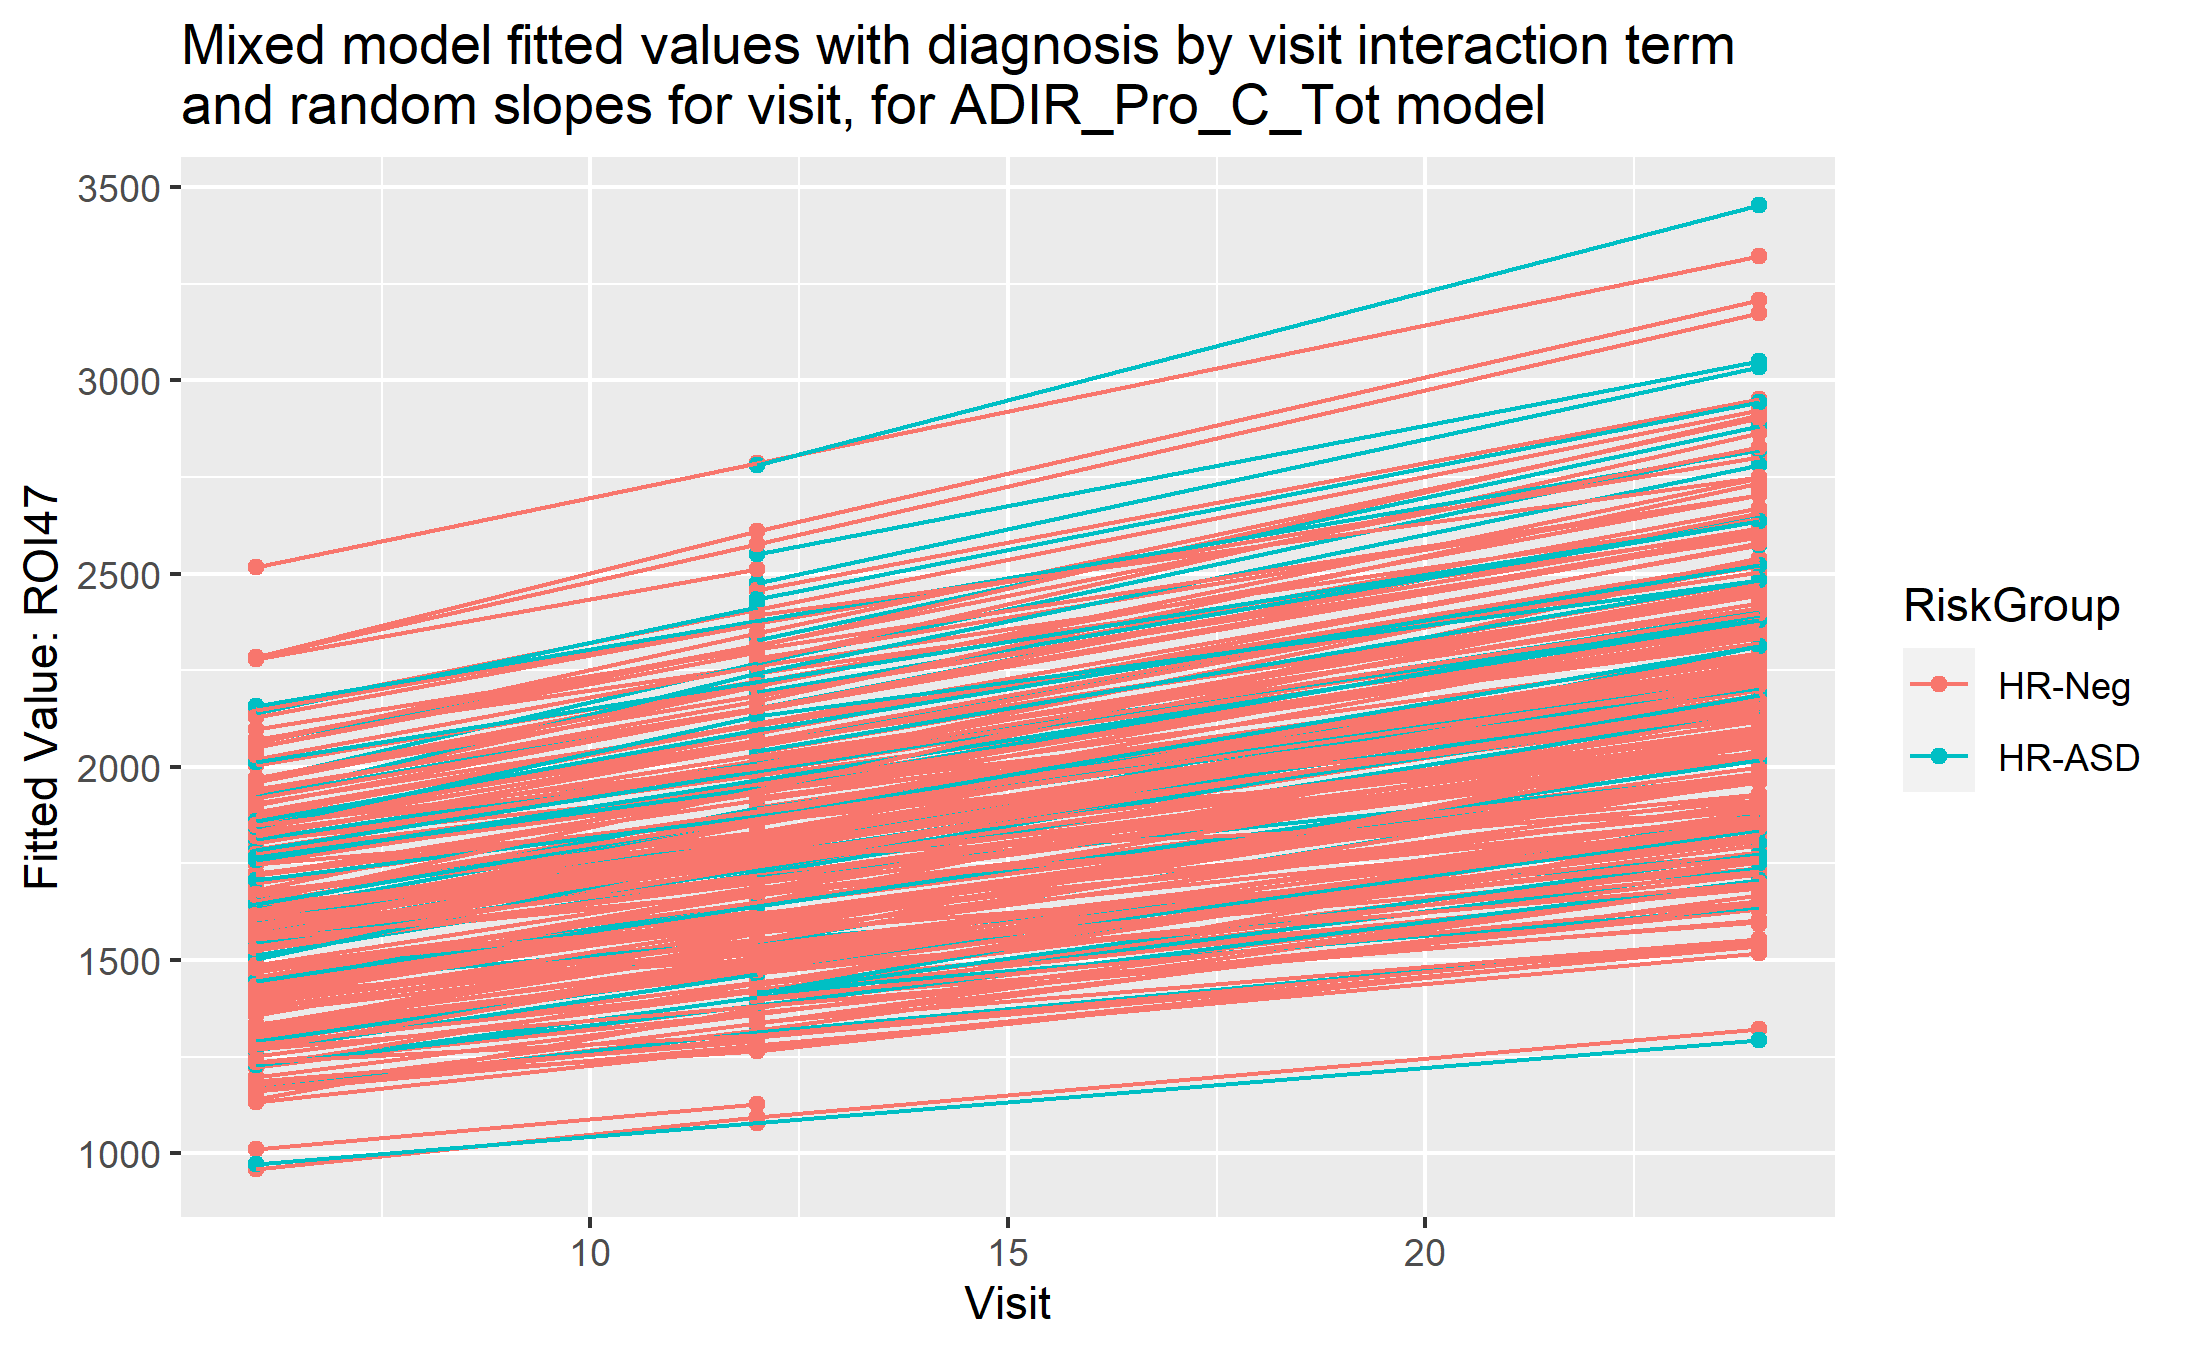 Mixed model fitted values with diagnosis by visit interaction term
and random slopes for visit, for ADIR_Pro_C_Tot model
3500
3000
2500
2000
1500
1000
Fitted Value: ROI47
10
15
20
Visit
RiskGroup
HR-Neg
HR-ASD